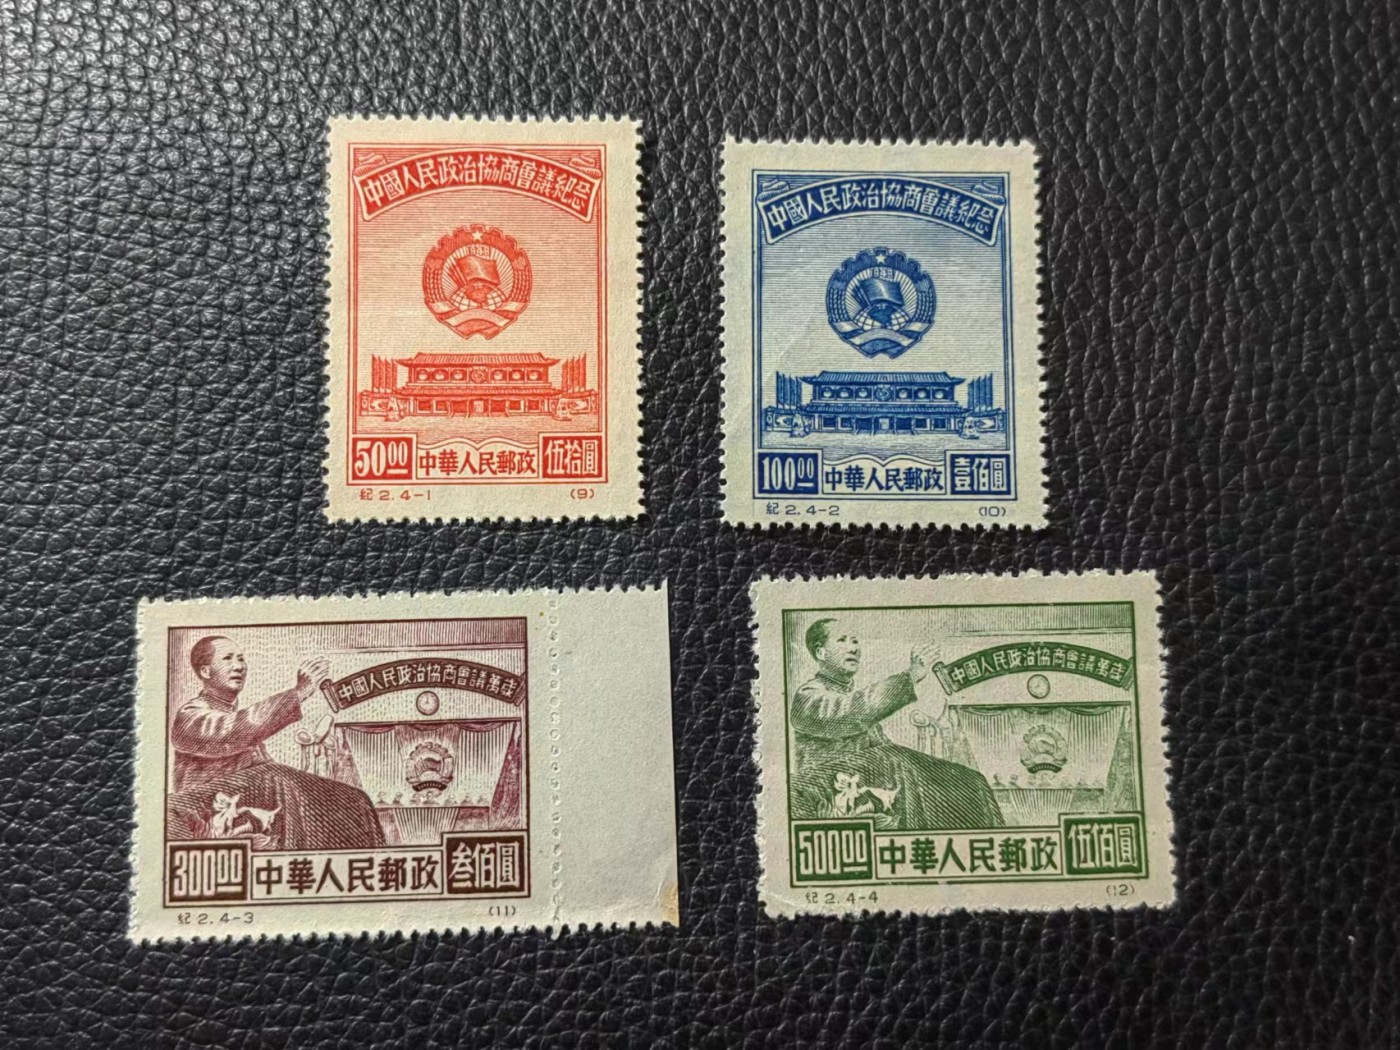 中國人民政治協商會議紀念
50.00 中華人民郵政 伍拾圓
紀2.4-1 (9)
中國人民政治協商會議紀念
100.00 中華人民郵政 壹佰圓
紀2.4-2 (10)
中國人民政治協商會議萬歲
300.00 中華人民郵政 叁佰圓
紀2.4-3 (11)
中國人民政治協商會議萬歲
500.00 中華人民郵政 伍佰圓
紀2.4-4 (12)